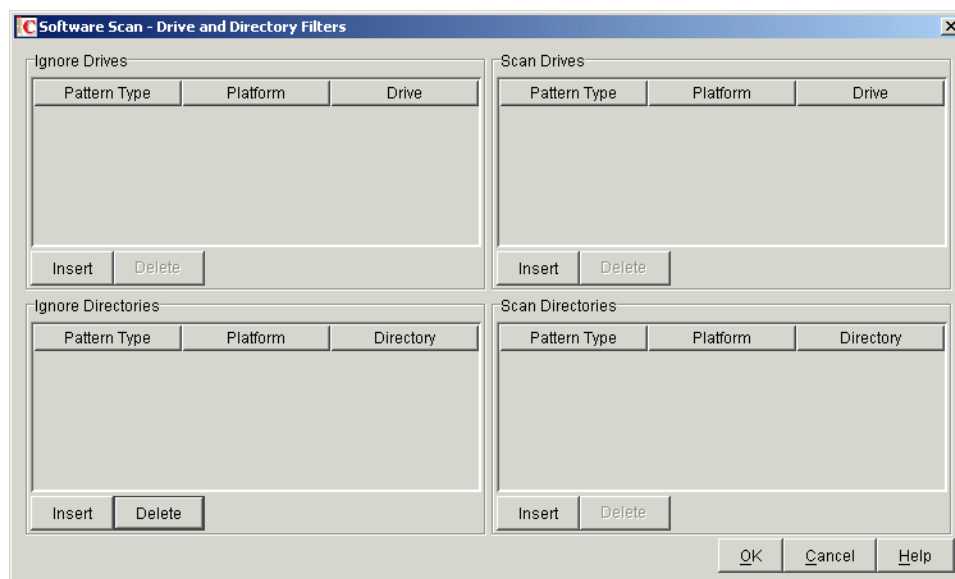 Software Scan - Drive and Directory Filters
Ignore Drives
Pattern Type Platform Drive
Insert Delete
Scan Drives
Pattern Type Platform Drive
Insert Delete
Ignore Directories
Pattern Type Platform Directory
Insert Delete
Scan Directories
Pattern Type Platform Directory
Insert Delete
OK Cancel Help